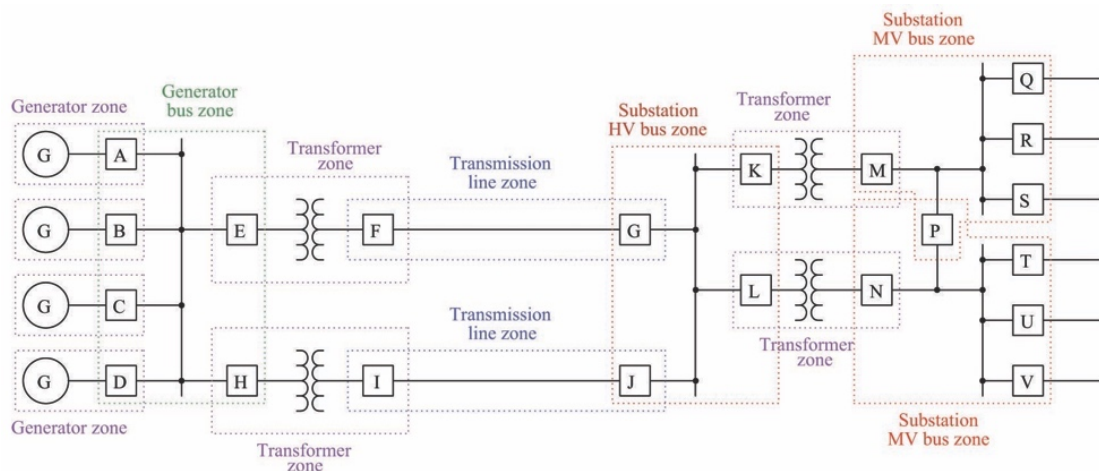 Substation
MV bus zone
Generator
bus zone
Generator zone
Transformer
zone
Transmission
line zone
Substation
HV bus zone
Transformer
zone
Q
G A
K M
R
S
G B E F G P
G C
L N
T
Transmission
line zone
U
Transformer
zone
G D H I J
V
Generator zone
Transformer
zone
Substation
MV bus zone